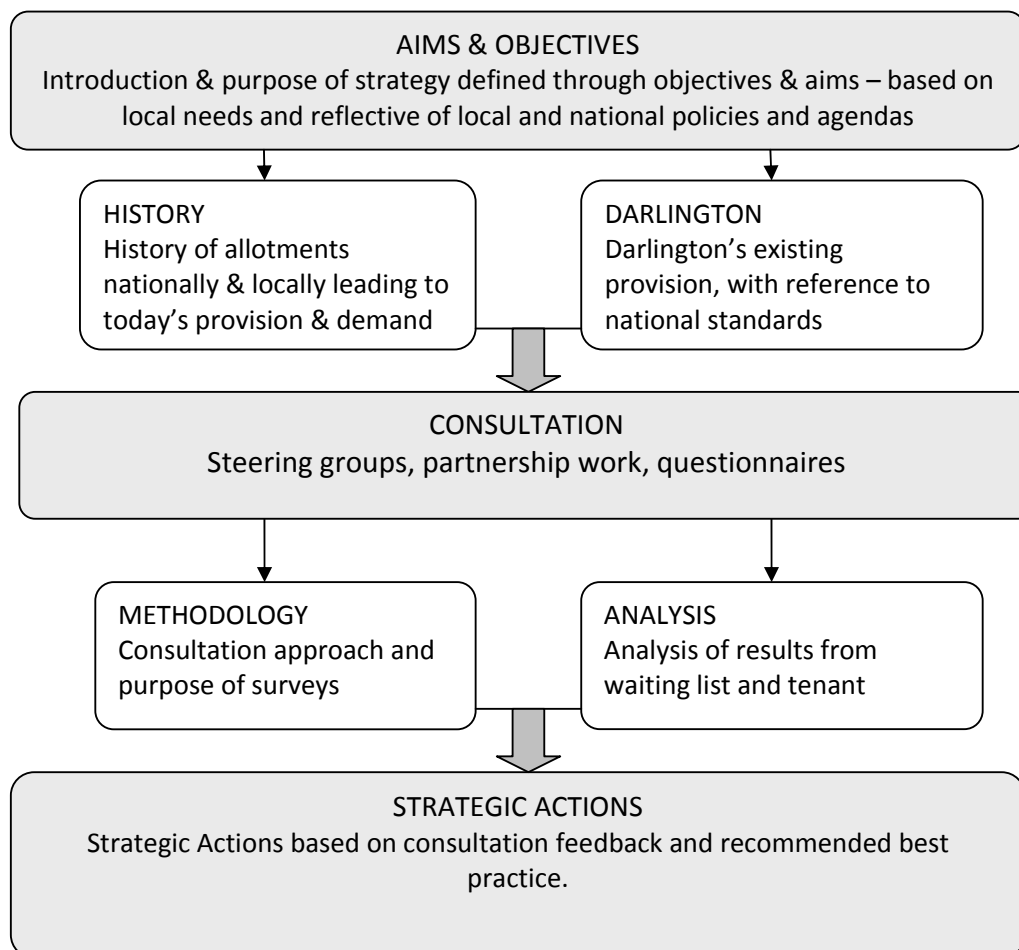 AIMS & OBJECTIVES
Introduction & purpose of strategy defined through objectives & aims – based on
local needs and reflective of local and national policies and agendas
HISTORY
History of allotments
nationally & locally leading to
today’s provision & demand
DARLINGTON
Darlington’s existing
provision, with reference to
national standards
CONSULTATION
Steering groups, partnership work, questionnaires
METHODOLOGY
Consultation approach and
purpose of surveys
ANALYSIS
Analysis of results from
waiting list and tenant
STRATEGIC ACTIONS
Strategic Actions based on consultation feedback and recommended best
practice.